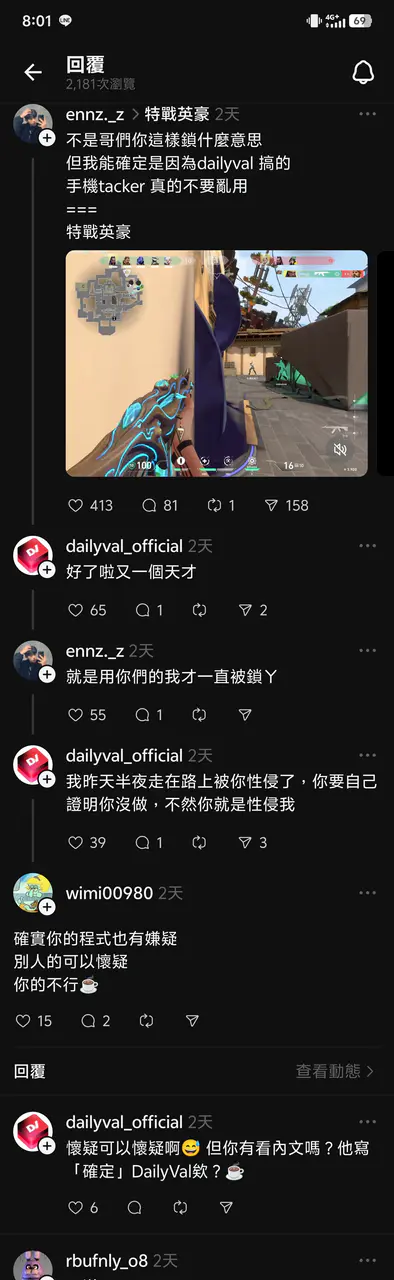 8:01
4G+
69
回覆
2,181次瀏覽
ennz._z > 特戰英豪 2天
不是哥們你這樣鎖什麼意思
但我能確定是因為dailyval 搞的
手機tacker 真的不要亂用
===
特戰英豪
100
16
413 81 1 158
dailyval_official 2天
好了啦又一個天才
65 1 2
ennz._z 2天
就是用你們的我才一直被鎖ㄚ
55 1
dailyval_official 2天
我昨天半夜走在路上被你性侵了，你要自己
證明你沒做，不然你就是性侵我
39 1 3
wimi00980 2天
確實你的程式也有嫌疑
別人的可以懷疑
你的不行☕
15 2
回覆
查看動態 >
dailyval_official 2天
懷疑可以懷疑啊😅 但你有看內文嗎？他寫
「確定」DailyVal欸？☕
6
rbufnly_o8 2天